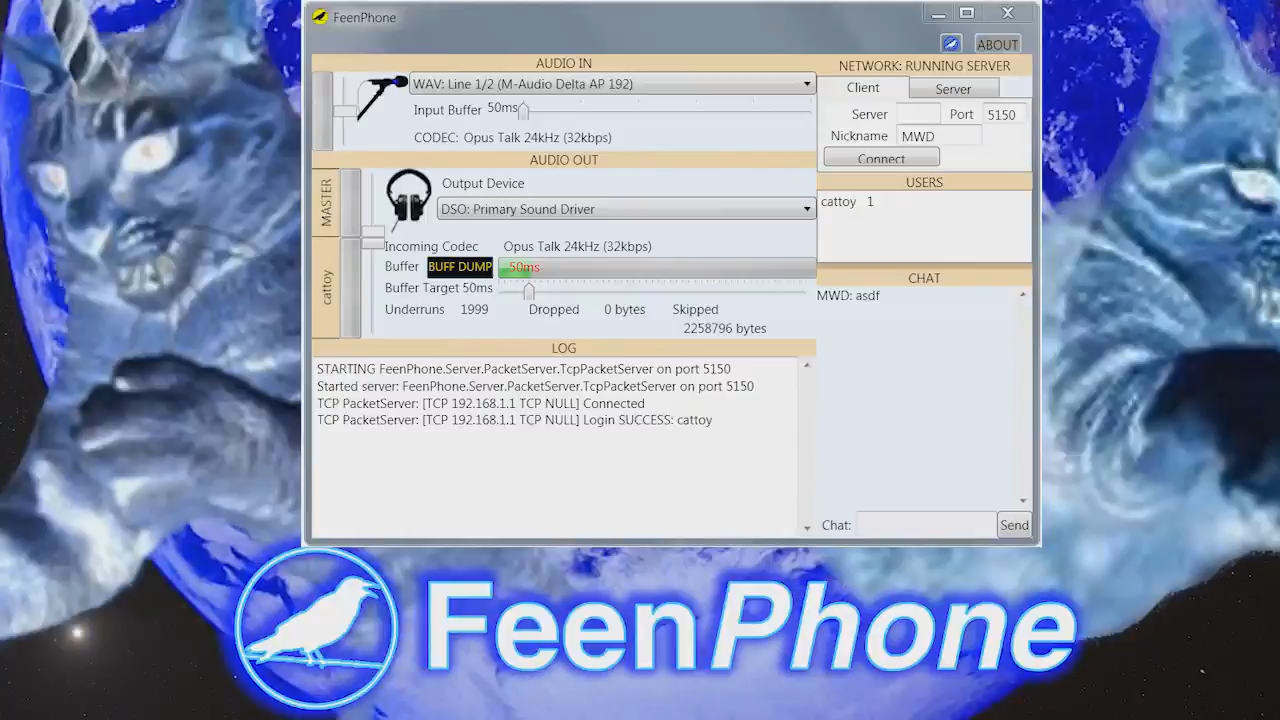 FeenPhone
ABOUT
AUDIO IN
WAV: Line 1/2 (M-Audio Delta AP 192)
Input Buffer 50ms
CODEC: Opus Talk 24kHz (32kbps)
AUDIO OUT
MASTER
Output Device
DSO: Primary Sound Driver
cattoy
Incoming Codec Opus Talk 24kHz (32kbps)
Buffer BUFF DUMP 50ms
Buffer Target 50ms
Underruns 1999 Dropped 0 bytes Skipped
2258796 bytes
LOG
STARTING FeenPhone.Server.PacketServer.TcpPacketServer on port 5150
Started server: FeenPhone.Server.PacketServer.TcpPacketServer on port 5150
TCP PacketServer: [TCP 192.168.1.1 TCP NULL] Connected
TCP PacketServer: [TCP 192.168.1.1 TCP NULL] Login SUCCESS: cattoy
NETWORK: RUNNING SERVER
Client Server
Server Port 5150
Nickname MWD
Connect
USERS
cattoy 1
CHAT
MWD: asdf
Chat: Send
FeenPhone